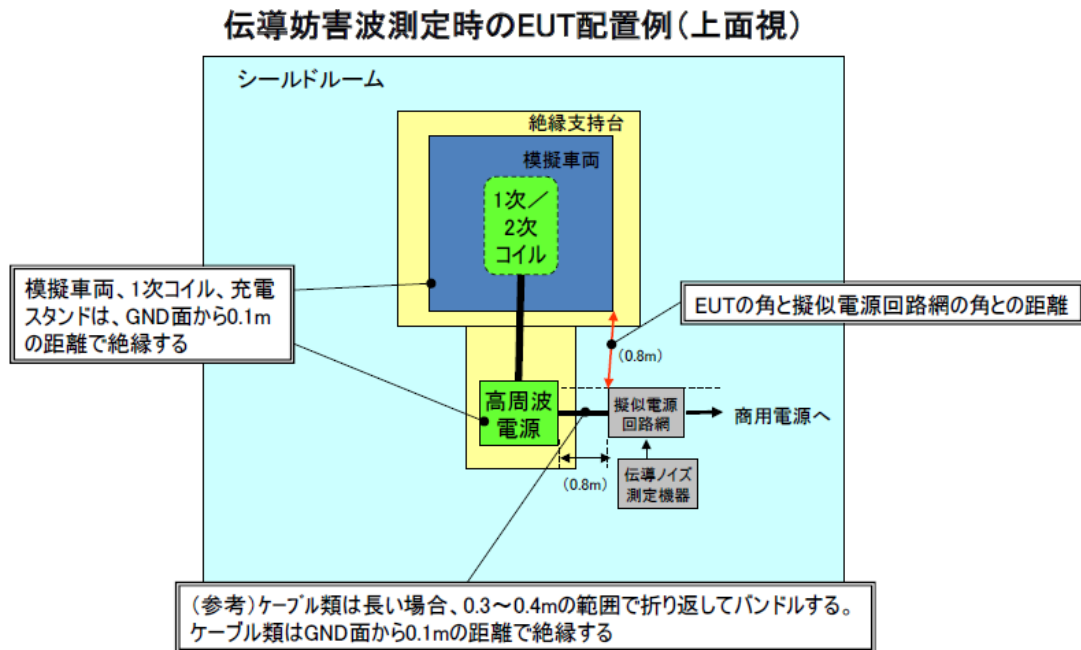 伝導妨害波測定時のEUT配置例(上面視)
シールドルーム
絶縁支持台
模擬車両
1次／
2次
コイル
模擬車両、1次コイル、充電
スタンドは、GND面から0.1m
の距離で絶縁する
EUTの角と擬似電源回路網の角との距離
(0.8m)
高周波
電源
擬似電源
回路網
商用電源へ
(0.8m)
伝導ノイズ
測定機器
(参考)ケーブル類は長い場合、0.3～0.4mの範囲で折り返してバンドルする。
ケーブル類はGND面から0.1mの距離で絶縁する